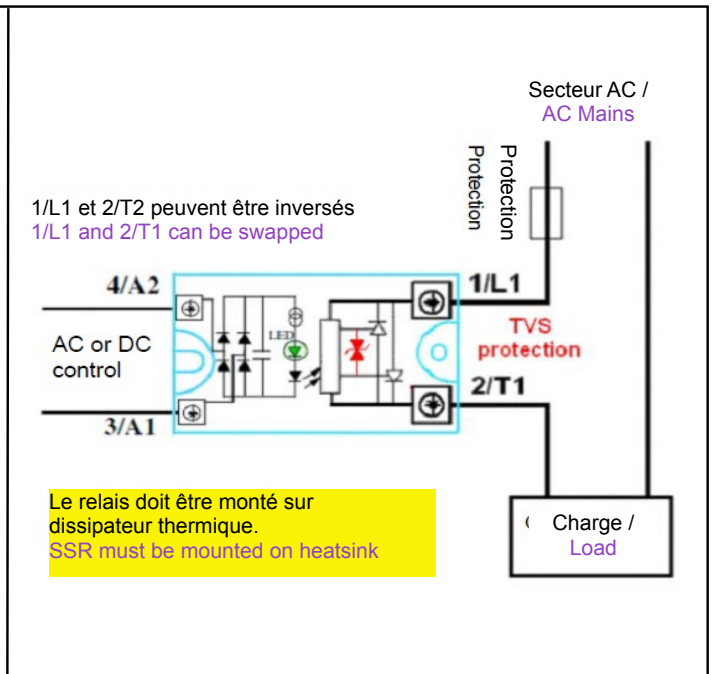 Secteur AC /
AC Mains
Protection
Protection
1/L1 et 2/T2 peuvent être inversés
1/L1 and 2/T1 can be swapped
4/A2
1/L1
LED
TVS
protection
AC or DC
control
2/T1
3/A1
Le relais doit être monté sur
dissipateur thermique.
SSR must be mounted on heatsink
Charge /
Load